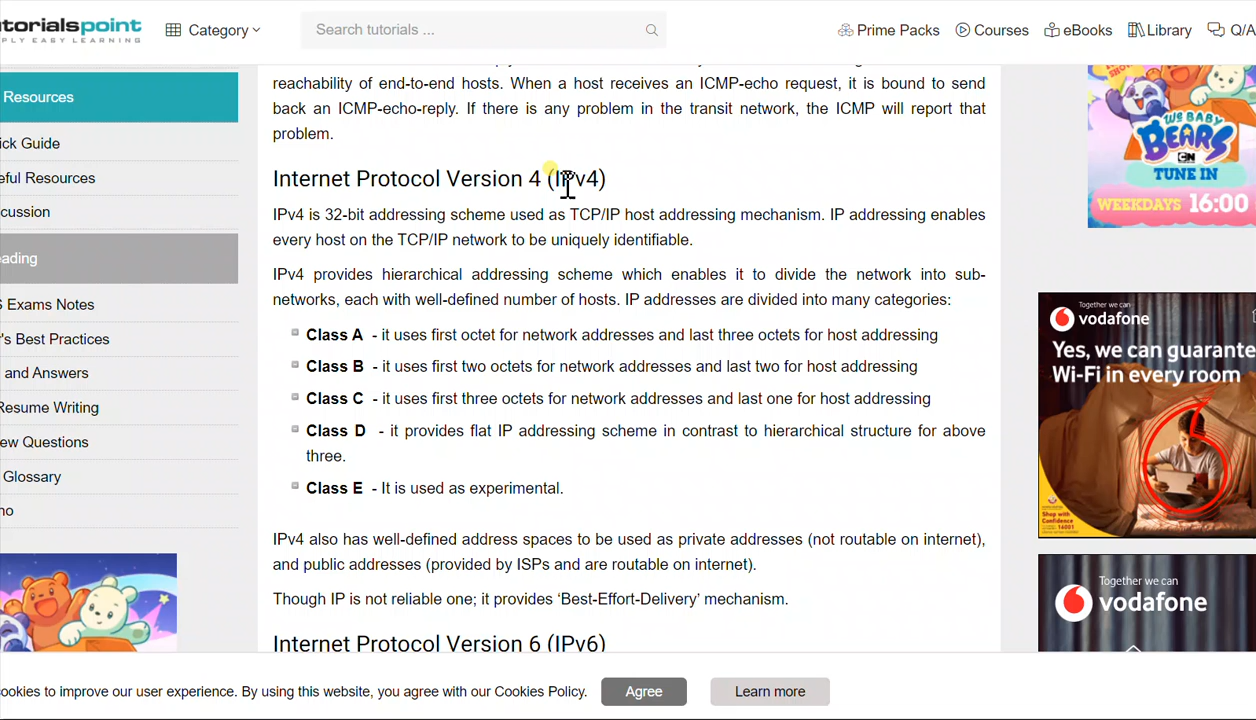 torialspoint
PLY EASY LEARNING
Category
Search tutorials ...
Prime Packs
Courses
eBooks
Library
Q/A
Resources
ick Guide
eful Resources
cussion
ading
S Exams Notes
r's Best Practices
and Answers
Resume Writing
ew Questions
Glossary
no
reachability of end-to-end hosts. When a host receives an ICMP-echo request, it is bound to send
back an ICMP-echo-reply. If there is any problem in the transit network, the ICMP will report that
problem.
Internet Protocol Version 4 (IPv4)
IPv4 is 32-bit addressing scheme used as TCP/IP host addressing mechanism. IP addressing enables
every host on the TCP/IP network to be uniquely identifiable.
IPv4 provides hierarchical addressing scheme which enables it to divide the network into sub-
networks, each with well-defined number of hosts. IP addresses are divided into many categories:
Class A - it uses first octet for network addresses and last three octets for host addressing
Class B - it uses first two octets for network addresses and last two for host addressing
Class C - it uses first three octets for network addresses and last one for host addressing
Class D - it provides flat IP addressing scheme in contrast to hierarchical structure for above
three.
Class E - It is used as experimental.
IPv4 also has well-defined address spaces to be used as private addresses (not routable on internet),
and public addresses (provided by ISPs and are routable on internet).
Though IP is not reliable one; it provides ‘Best-Effort-Delivery’ mechanism.
Internet Protocol Version 6 (IPv6)
WE BABY
BEARS
CN
TUNE IN
WEEKDAYS 16:00
Together we can
vodafone
Yes, we can guarante
Wi-Fi in every room
Shop with
Confidence
16001
Together we can
vodafone
ookies to improve our user experience. By using this website, you agree with our Cookies Policy.
Agree
Learn more